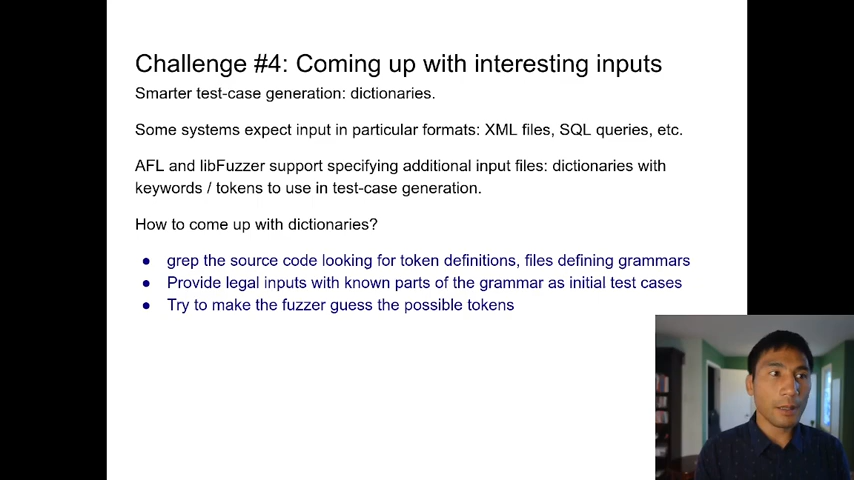 Challenge #4: Coming up with interesting inputs
Smarter test-case generation: dictionaries.
Some systems expect input in particular formats: XML files, SQL queries, etc.
AFL and libFuzzer support specifying additional input files: dictionaries with
keywords / tokens to use in test-case generation.
How to come up with dictionaries?
● grep the source code looking for token definitions, files defining grammars
● Provide legal inputs with known parts of the grammar as initial test cases
● Try to make the fuzzer guess the possible tokens